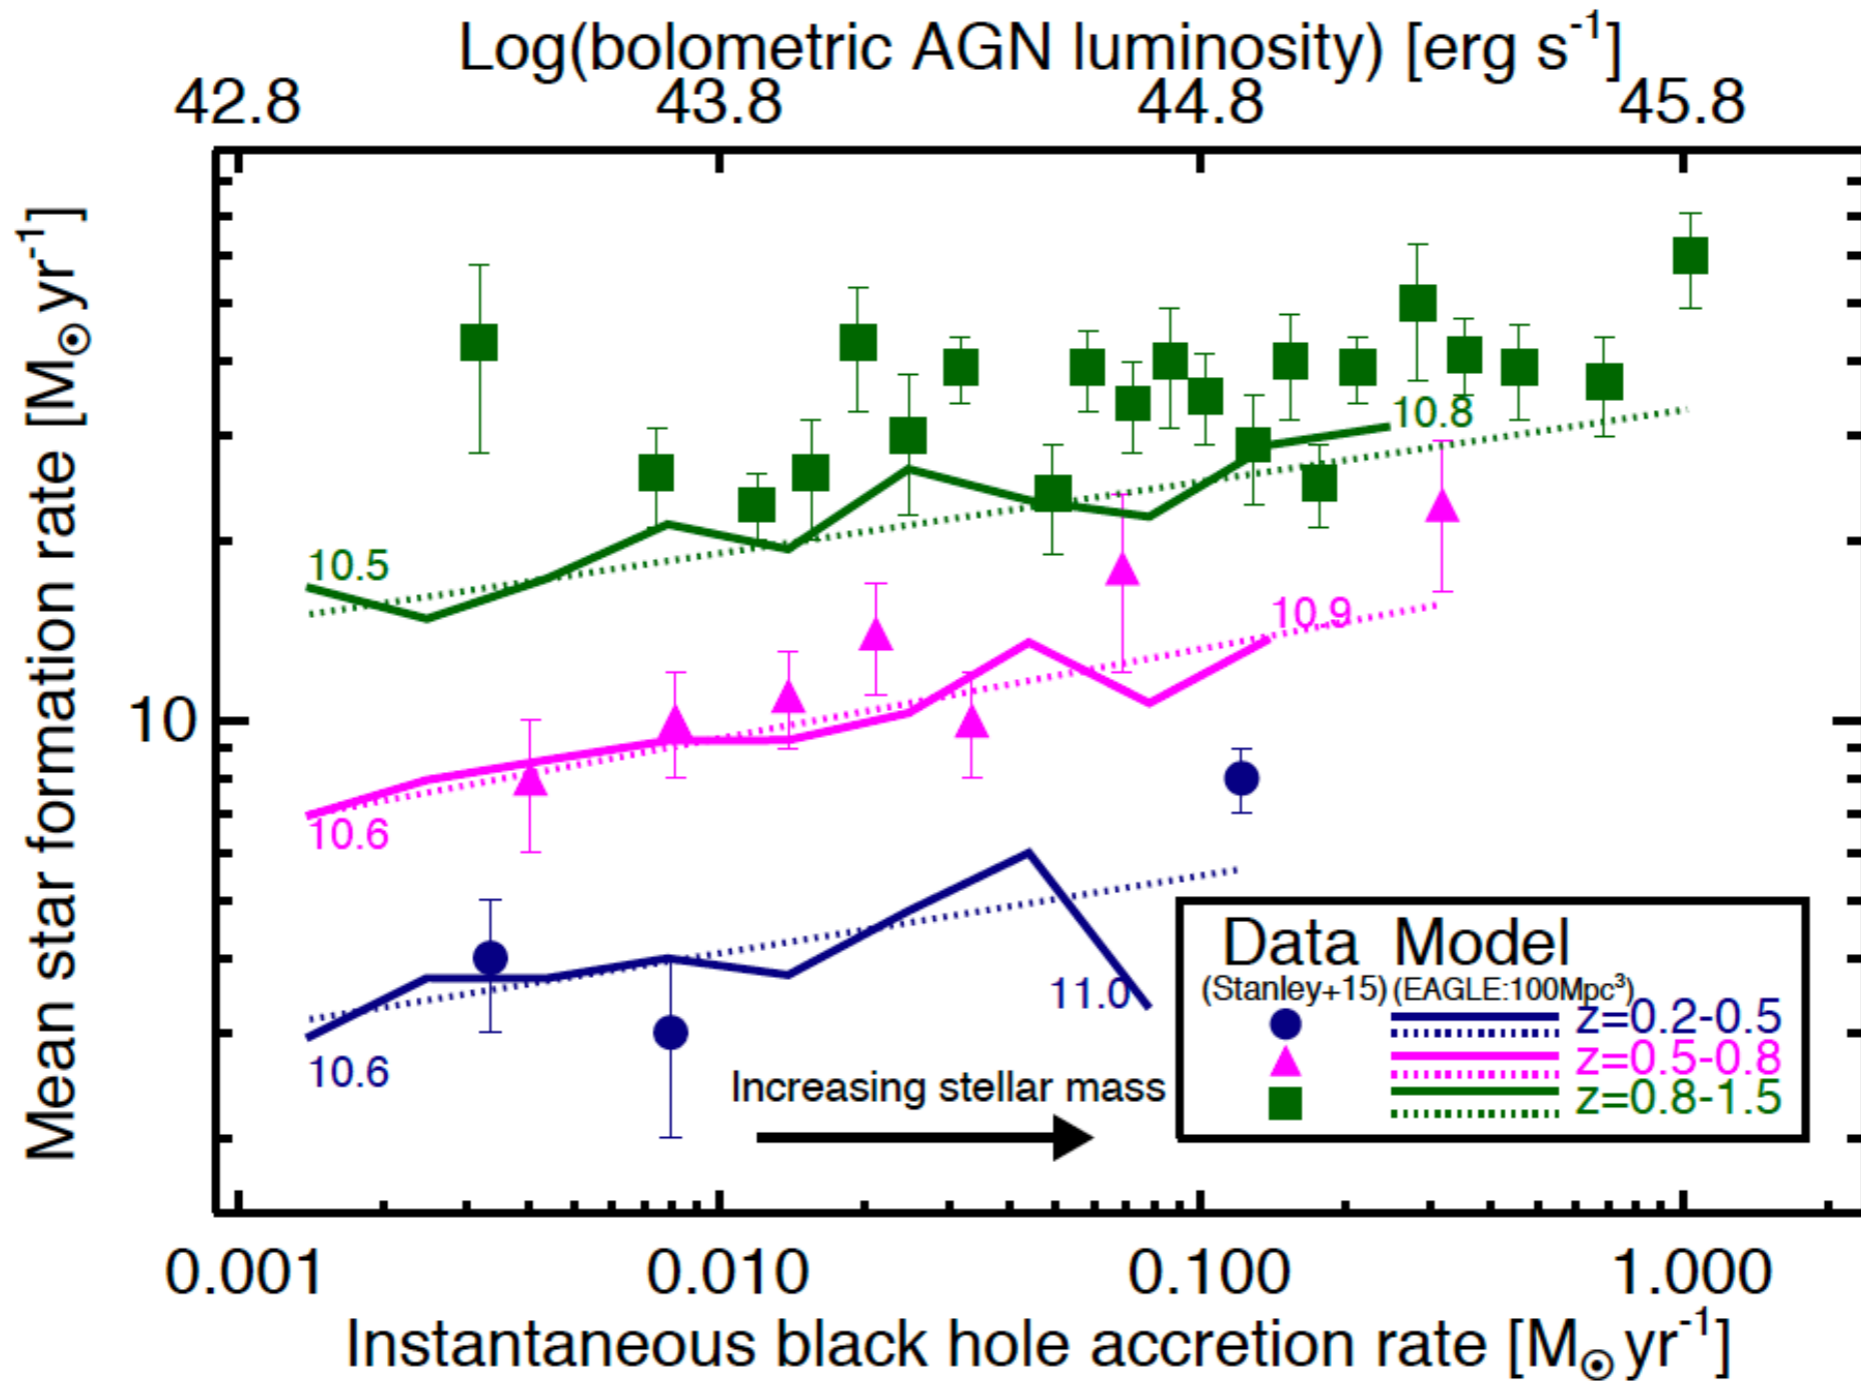 Log(bolometric AGN luminosity) [erg s⁻¹]
42.8 43.8 44.8 45.8
Mean star formation rate [M⊙ yr⁻¹]
10
10.5
10.8
10.9
10.6
11.0
10.6
Increasing stellar mass
Data Model
(Stanley+15) (EAGLE:100Mpc³)
z=0.2-0.5
z=0.5-0.8
z=0.8-1.5
0.001 0.010 0.100 1.000
Instantaneous black hole accretion rate [M⊙ yr⁻¹]